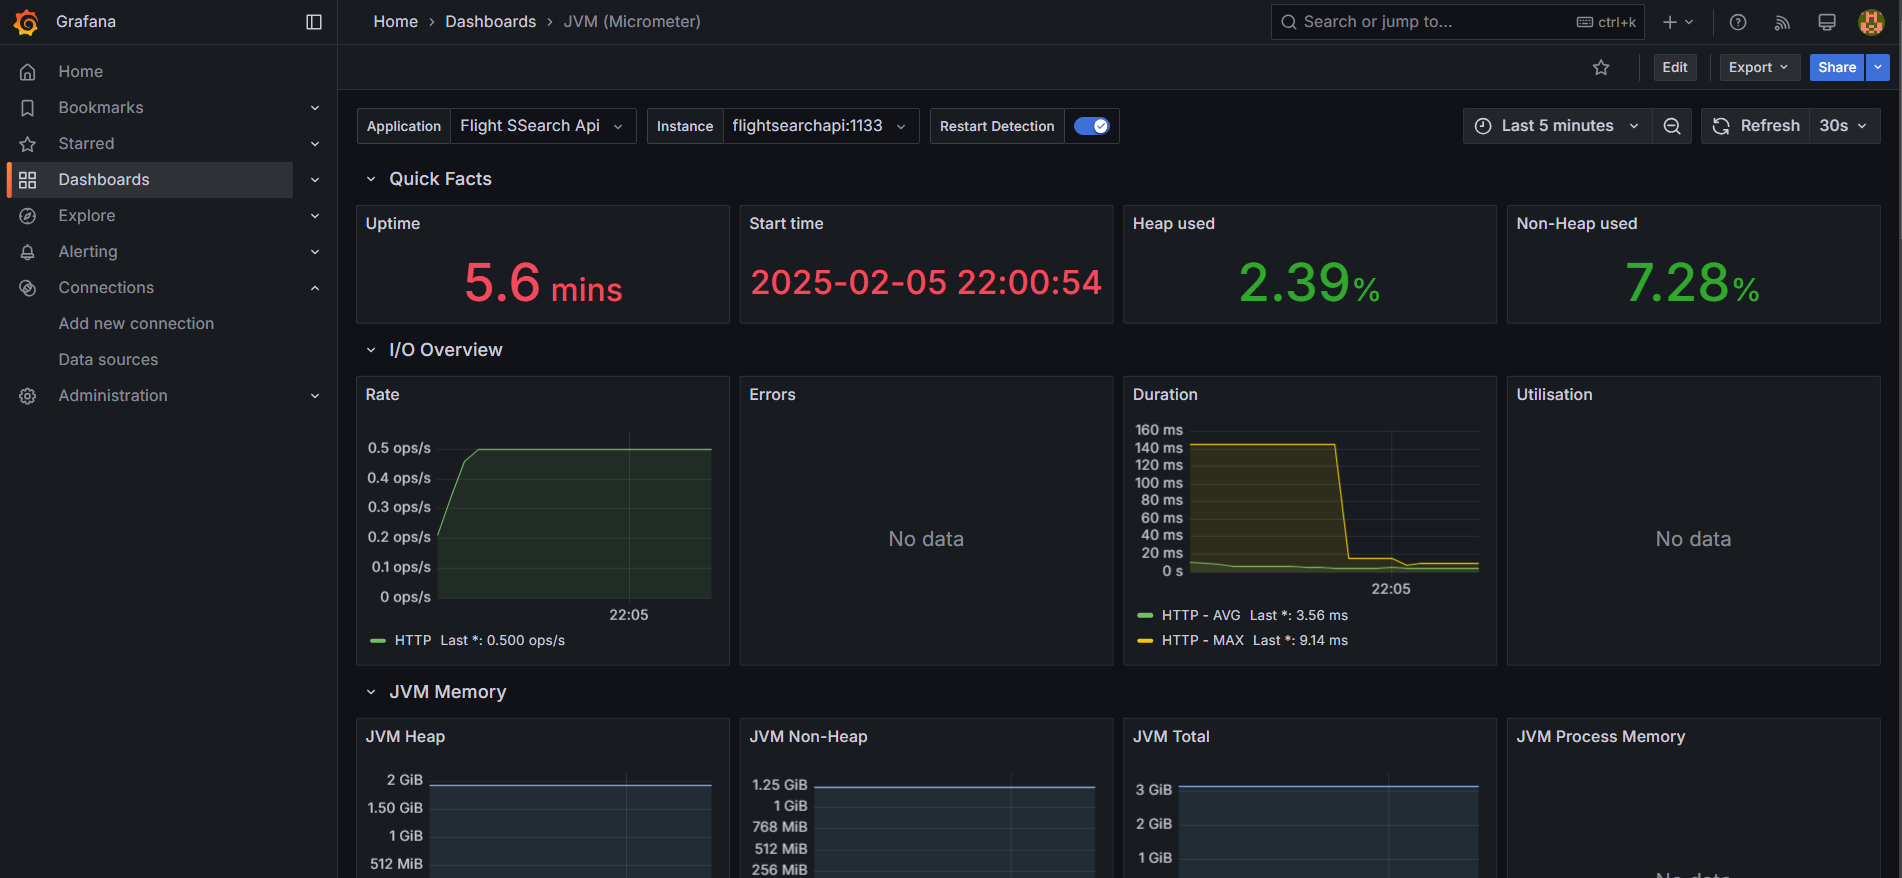 Grafana
Home
Bookmarks
Starred
Dashboards
Explore
Alerting
Connections
Add new connection
Data sources
Administration
Home › Dashboards › JVM (Micrometer)
Search or jump to... ctrl+k
Edit Export Share
Application Flight SSearch Api Instance flightsearchapi:1133 Restart Detection Last 5 minutes Refresh 30s
Quick Facts
Uptime
5.6 mins
Start time
2025-02-05 22:00:54
Heap used
2.39%
Non-Heap used
7.28%
I/O Overview
Rate
0.5 ops/s
0.4 ops/s
0.3 ops/s
0.2 ops/s
0.1 ops/s
0 ops/s
22:05
HTTP Last *: 0.500 ops/s
Errors
No data
Duration
160 ms
140 ms
120 ms
100 ms
80 ms
60 ms
40 ms
20 ms
0 s
22:05
HTTP - AVG Last *: 3.56 ms
HTTP - MAX Last *: 9.14 ms
Utilisation
No data
JVM Memory
JVM Heap
2 GiB
1.50 GiB
1 GiB
512 MiB
JVM Non-Heap
1.25 GiB
1 GiB
768 MiB
512 MiB
256 MiB
JVM Total
3 GiB
2 GiB
1 GiB
JVM Process Memory